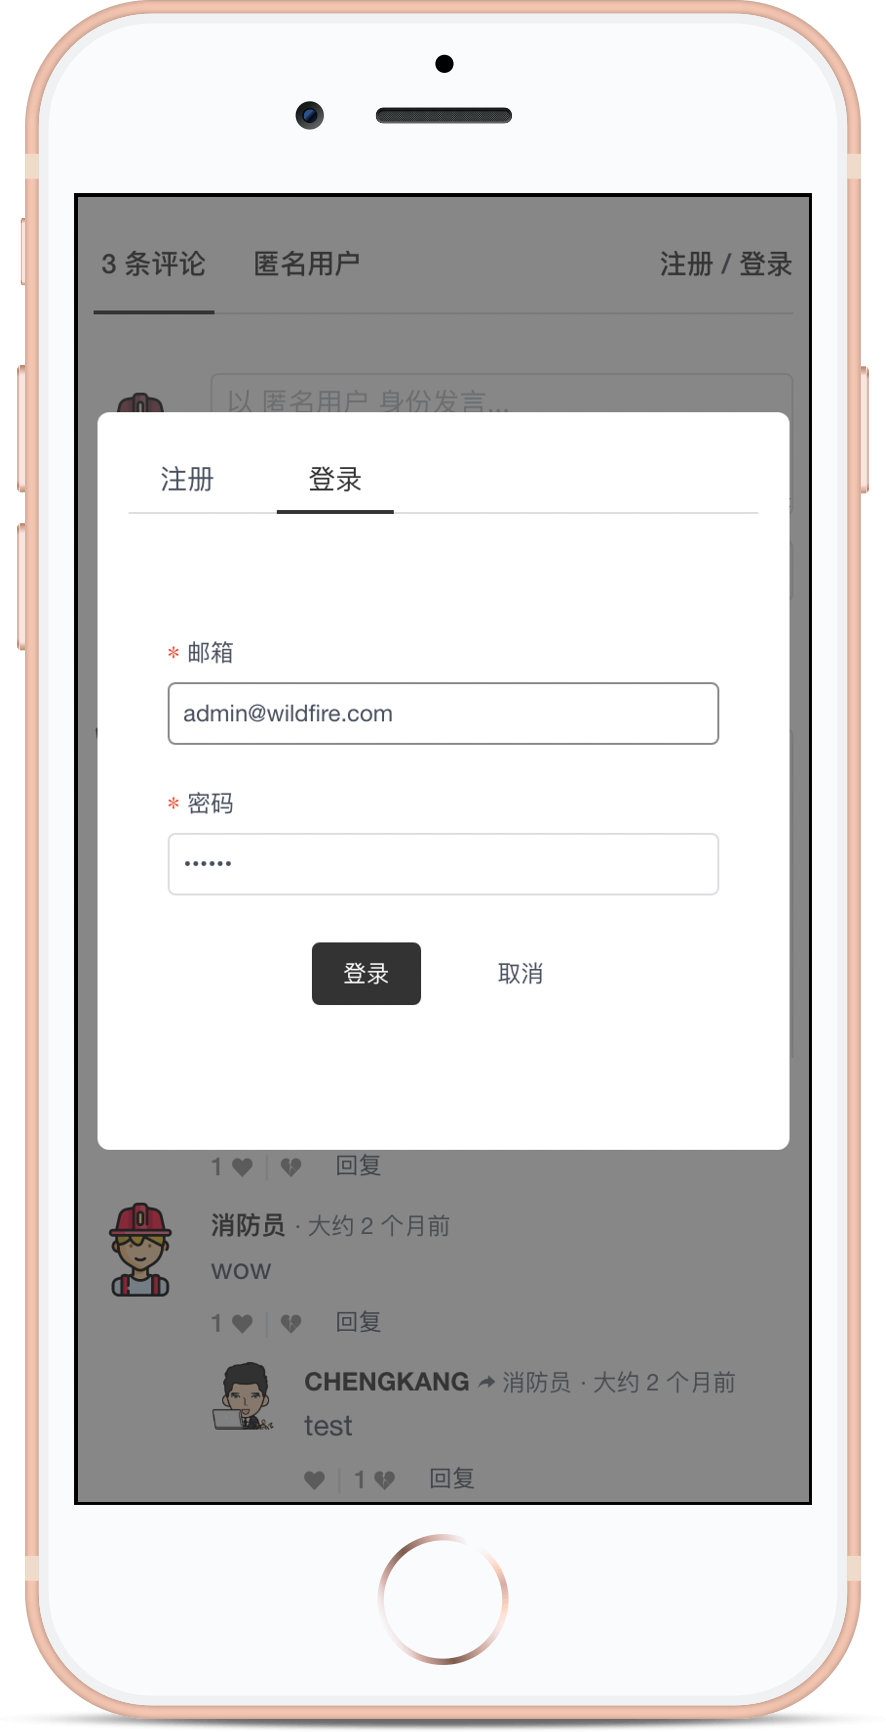 3 条评论 匿名用户 注册 / 登录
以 匿名用户 身份发言...
注册 登录
* 邮箱
admin@wildfire.com
* 密码
••••••
登录 取消
1 回复
消防员 · 大约 2 个月前
wow
1 回复
CHENGKANG 消防员 · 大约 2 个月前
test
1 回复